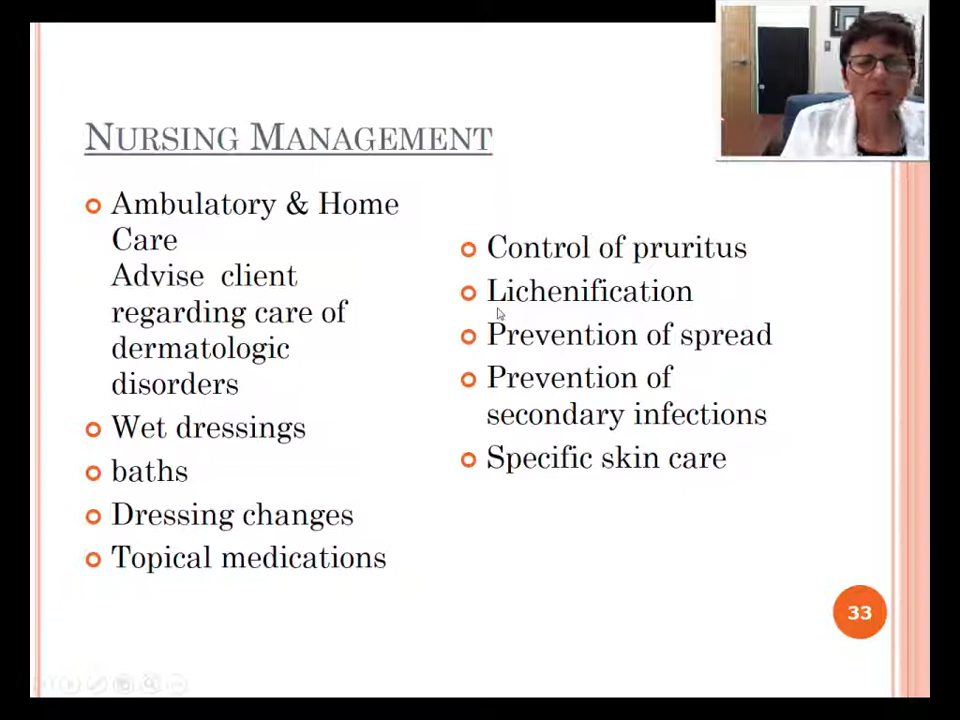 NURSING MANAGEMENT
Ambulatory & Home
Care
Advise client
regarding care of
dermatologic
disorders
Wet dressings
baths
Dressing changes
Topical medications
Control of pruritus
Lichenification
Prevention of spread
Prevention of
secondary infections
Specific skin care
33